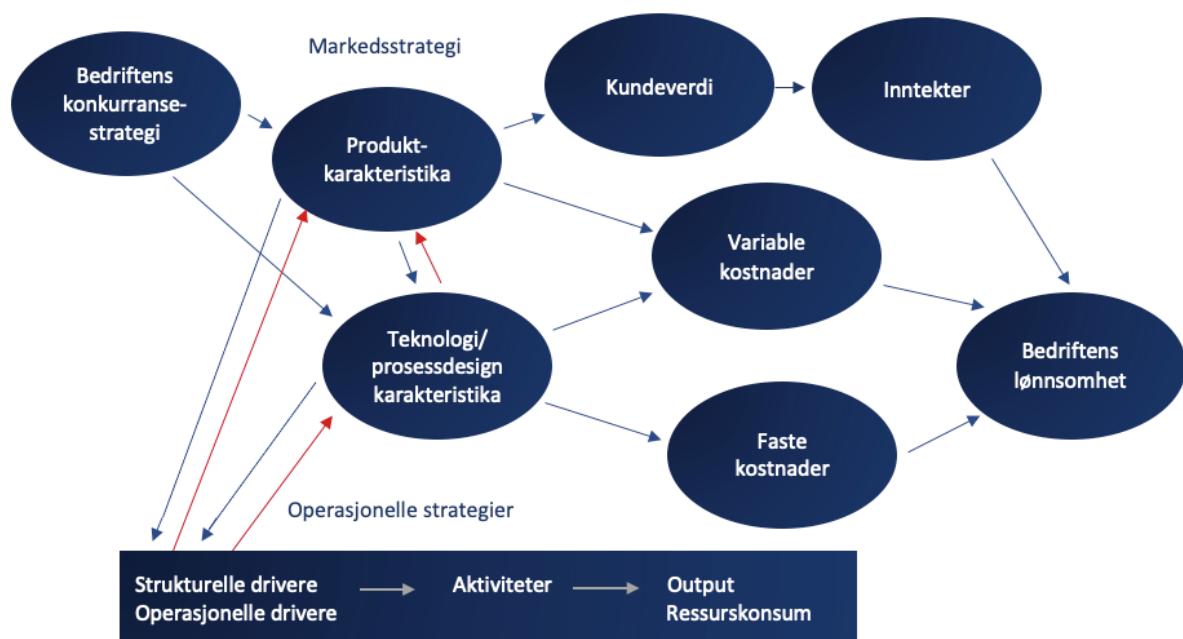 Markedsstrategi
Bedriftens
konkurranse-
strategi
Produkt-
karakteristika
Kundeverdi
Inntekter
Variable
kostnader
Teknologi/
prosessdesign
karakteristika
Bedriftens
lønnsomhet
Faste
kostnader
Operasjonelle strategier
Strukturelle drivere
Operasjonelle drivere
Aktiviteter
Output
Ressurskonsum